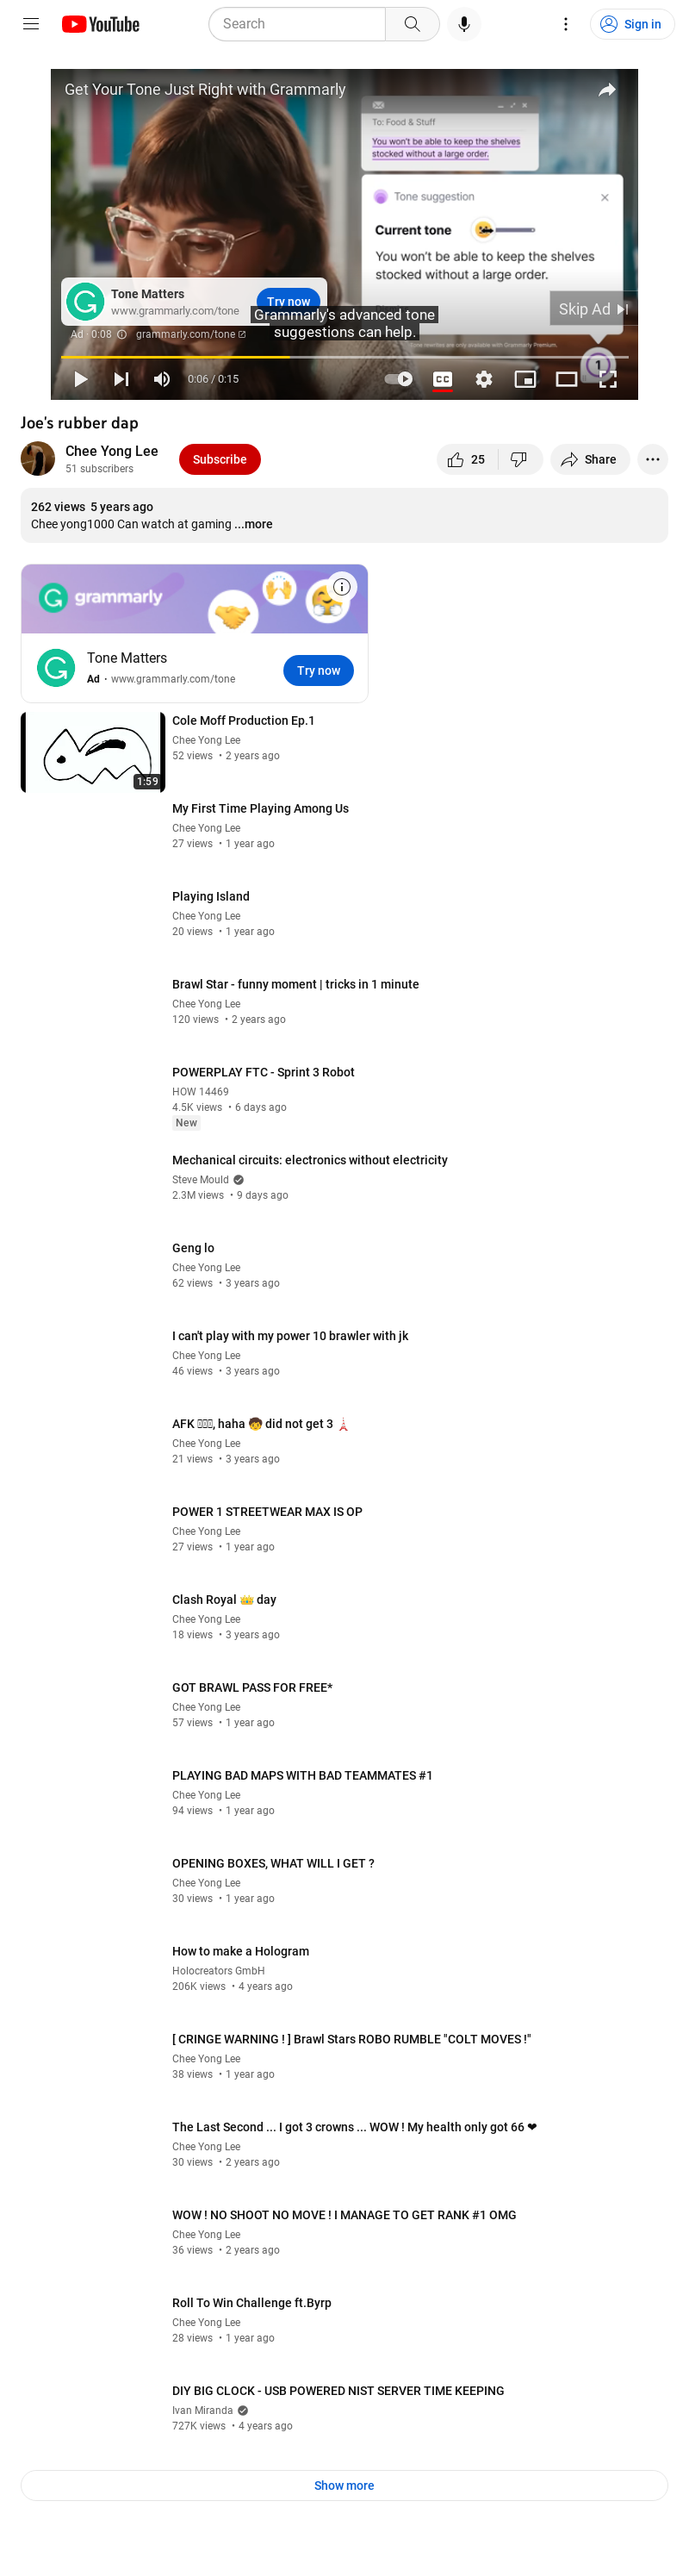 YouTube
Search
Sign in
Get Your Tone Just Right with Grammarly
To: Food & Stuff
You won't be able to keep the shelves
stocked without a large order.
Tone suggestion
Current tone
You won't be able to keep the shelves
stocked without a large order.
Tone Matters
www.grammarly.com/tone
Try now
Skip Ad
Grammarly's advanced tone
suggestions can help.
Ad · 0:08
grammarly.com/tone
0:06 / 0:15
CC
Joe's rubber dap
Chee Yong Lee
51 subscribers
Subscribe
25
Share
262 views 5 years ago
Chee yong1000 Can watch at gaming ...more
grammarly
Tone Matters
Ad · www.grammarly.com/tone
Try now
Cole Moff Production Ep.1
Chee Yong Lee
52 views • 2 years ago
1:59
My First Time Playing Among Us
Chee Yong Lee
27 views • 1 year ago
Playing Island
Chee Yong Lee
20 views • 1 year ago
Brawl Star - funny moment | tricks in 1 minute
Chee Yong Lee
120 views • 2 years ago
POWERPLAY FTC - Sprint 3 Robot
HOW 14469
4.5K views • 6 days ago
New
Mechanical circuits: electronics without electricity
Steve Mould
2.3M views • 9 days ago
Geng lo
Chee Yong Lee
62 views • 3 years ago
I can't play with my power 10 brawler with jk
Chee Yong Lee
46 views • 3 years ago
AFK , haha 🧒 did not get 3 🗼
Chee Yong Lee
21 views • 3 years ago
POWER 1 STREETWEAR MAX IS OP
Chee Yong Lee
27 views • 1 year ago
Clash Royal 👑 day
Chee Yong Lee
18 views • 3 years ago
GOT BRAWL PASS FOR FREE*
Chee Yong Lee
57 views • 1 year ago
PLAYING BAD MAPS WITH BAD TEAMMATES #1
Chee Yong Lee
94 views • 1 year ago
OPENING BOXES, WHAT WILL I GET ?
Chee Yong Lee
30 views • 1 year ago
How to make a Hologram
Holocreators GmbH
206K views • 4 years ago
[ CRINGE WARNING ! ] Brawl Stars ROBO RUMBLE "COLT MOVES !"
Chee Yong Lee
38 views • 1 year ago
The Last Second ... I got 3 crowns ... WOW ! My health only got 66 ❤
Chee Yong Lee
30 views • 2 years ago
WOW ! NO SHOOT NO MOVE ! I MANAGE TO GET RANK #1 OMG
Chee Yong Lee
36 views • 2 years ago
Roll To Win Challenge ft.Byrp
Chee Yong Lee
28 views • 1 year ago
DIY BIG CLOCK - USB POWERED NIST SERVER TIME KEEPING
Ivan Miranda
727K views • 4 years ago
Show more